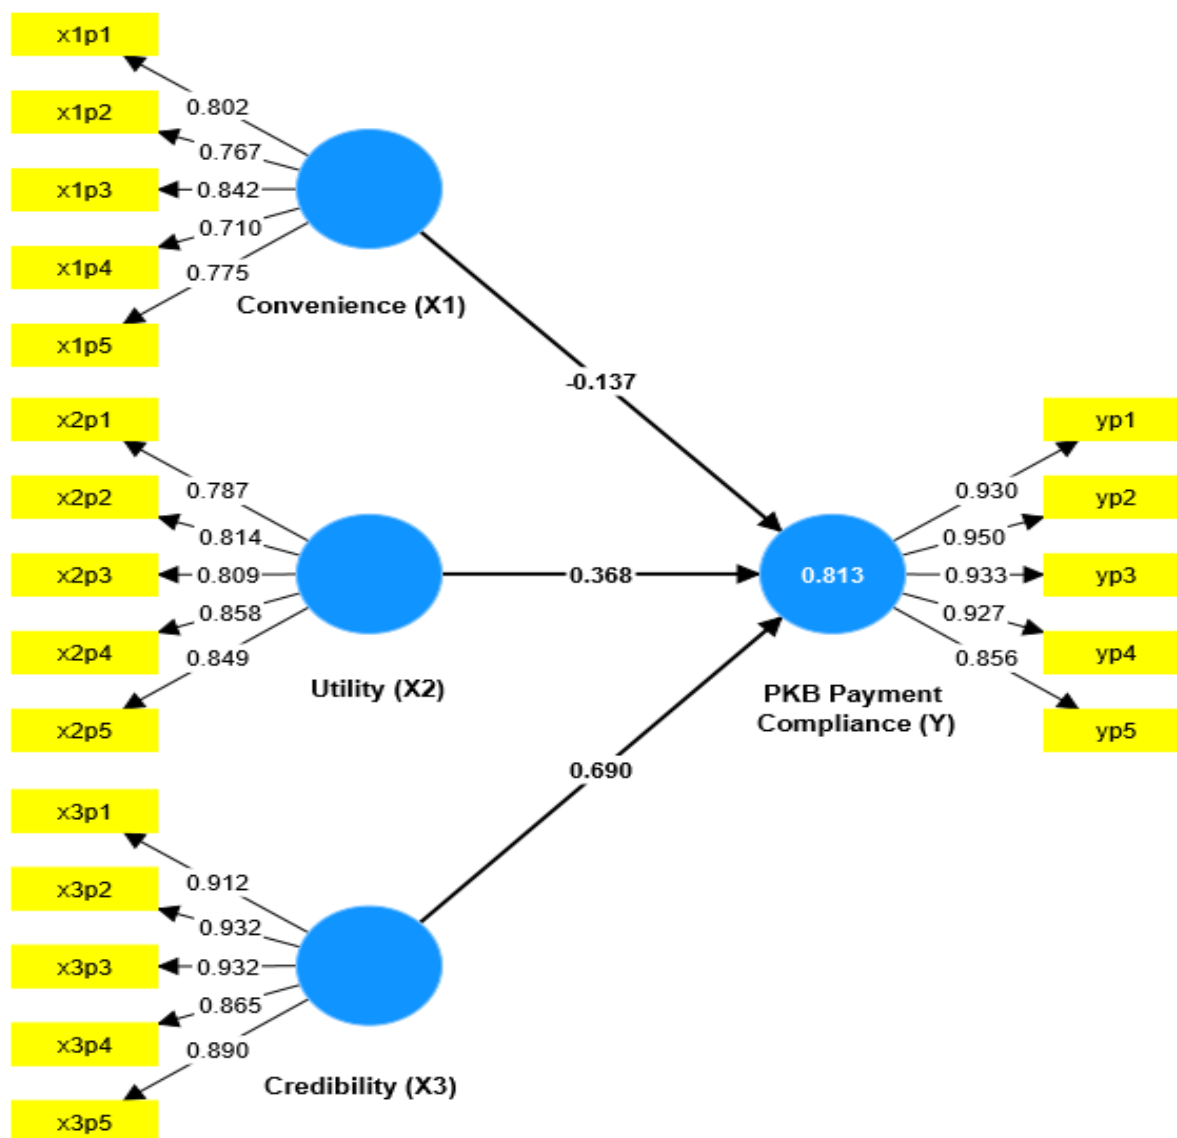 x1p1
0.802
x1p2
0.767
x1p3
0.842
0.710
x1p4
0.775
x1p5
Convenience (X1)
-0.137
x2p1
0.787
x2p2
0.814
x2p3
0.809
0.858
x2p4
0.849
x2p5
Utility (X2)
0.368
x3p1
0.912
x3p2
0.932
x3p3
0.932
0.865
x3p4
0.890
x3p5
Credibility (X3)
0.690
0.813
PKB Payment
Compliance (Y)
yp1
0.930
yp2
0.950
yp3
0.933
0.927
yp4
0.856
yp5